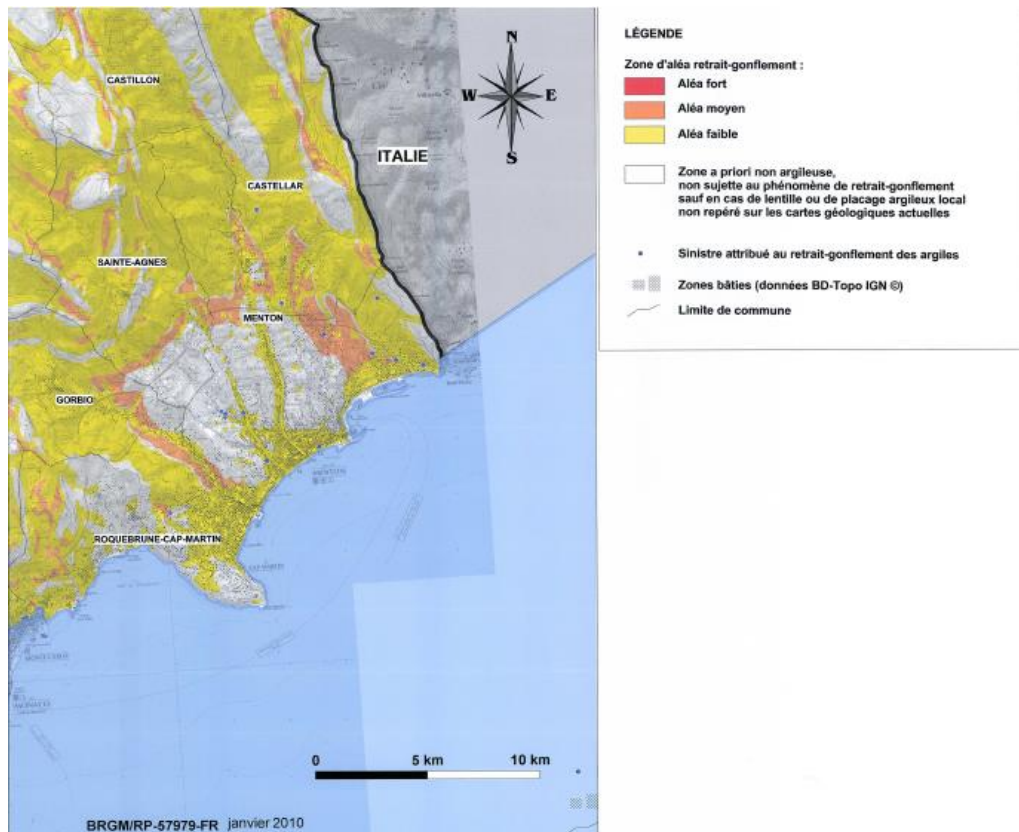 CASTILLON
ITALIE
CASTELLAR
SAINTE-AGNES
MENTON
GORBIO
ROQUEBRUNE-CAP-MARTIN
N
W
E
S
0
5 km
10 km
BRGM/RP-57979-FR janvier 2010
LÉGENDE
Zone d'aléa retrait-gonflement :
Aléa fort
Aléa moyen
Aléa faible
Zone a priori non argileuse,
non sujette au phénomène de retrait-gonflement
sauf en cas de lentille ou de placage argileux local
non repéré sur les cartes géologiques actuelles
Sinistre attribué au retrait-gonflement des argiles
Zones bâties (données BD-Topo IGN ©)
Limite de commune